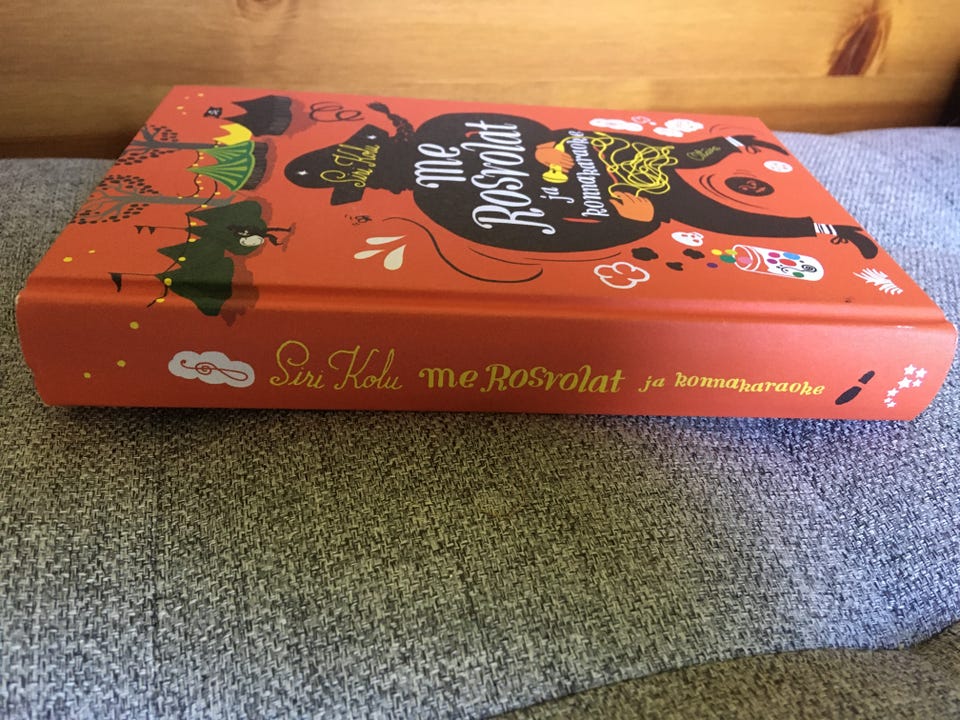 Siri Kolu
me
Rosvolat
ja
konnakaraoke
Siri Kolu me Rosvolat ja konnakaraoke